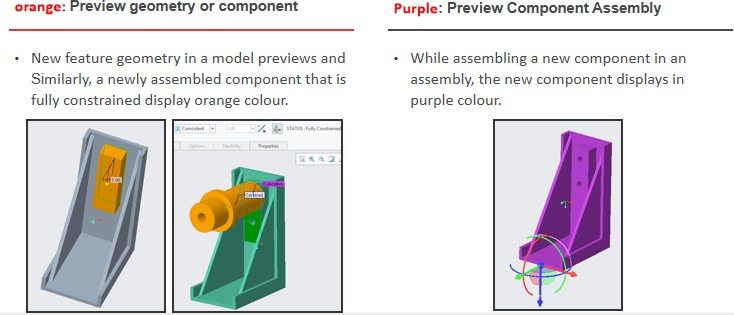 orange: Preview geometry or component
• New feature geometry in a model previews and
Similarly, a newly assembled component that is
fully constrained display orange colour.
Coincident
0.00
STATUS: Fully Constrained
Options
Flexibility
Properties
Purple: Preview Component Assembly
• While assembling a new component in an
assembly, the new component displays in
purple colour.